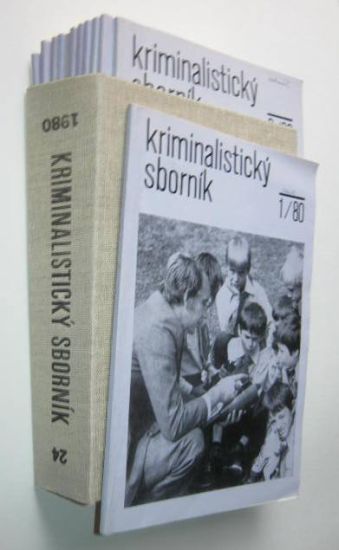 kriminalistický
sborník
kriminalistický
sborník
1/80
1980
KRIMINALISTICKÝ SBORNÍK
24